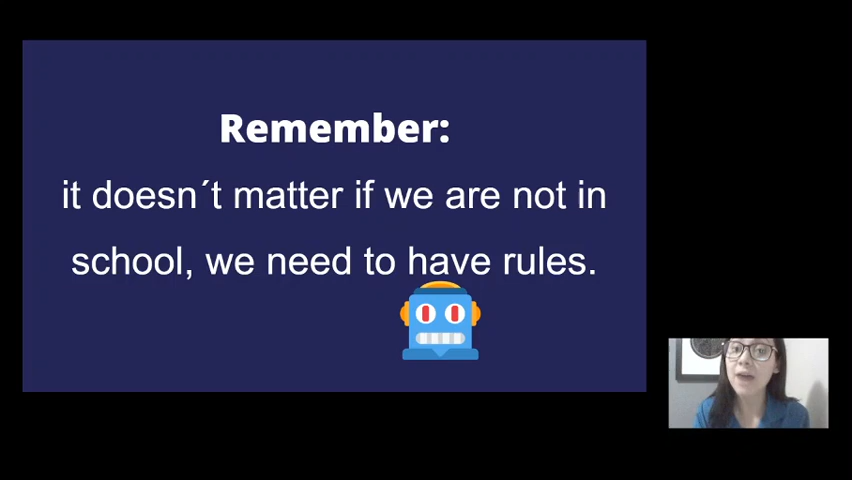 Remember:
it doesn´t matter if we are not in
school, we need to have rules.